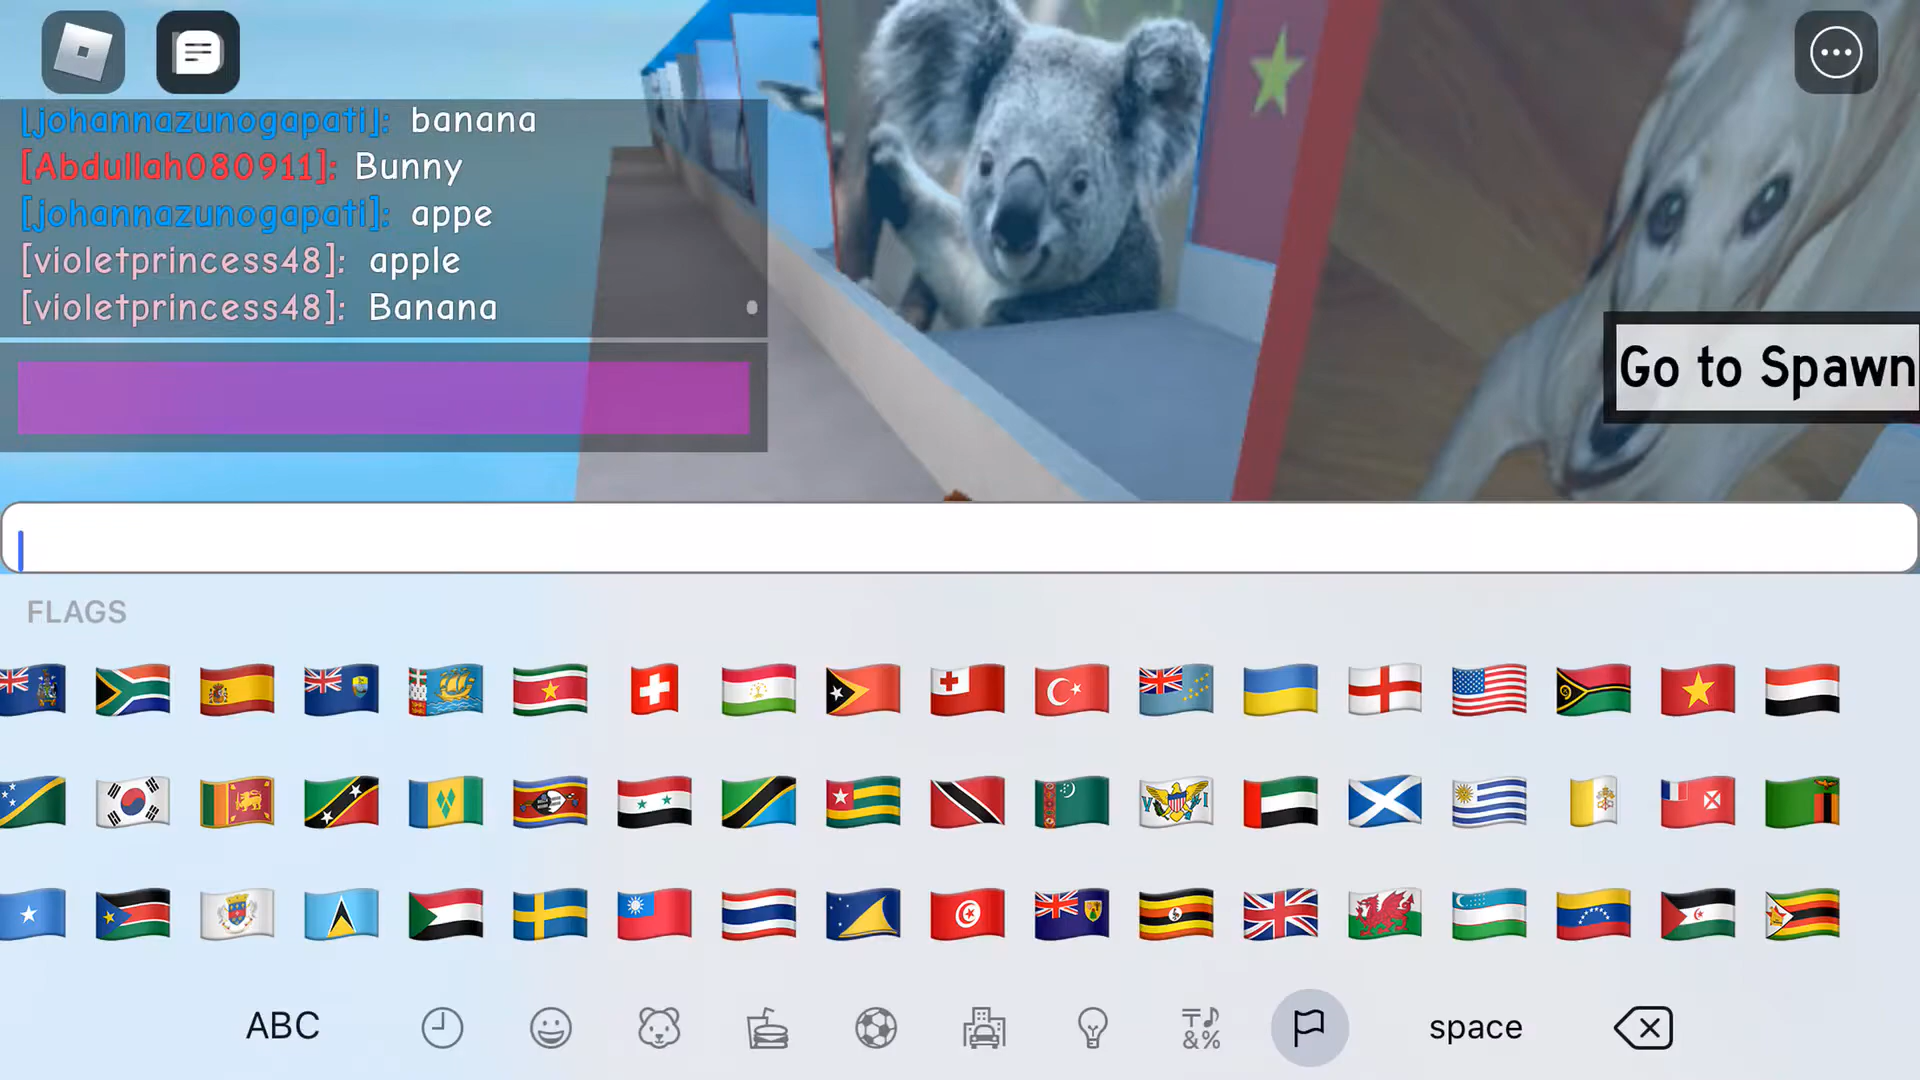 [johannazunogapati]: banana
[Abdullah080911]: Bunny
[johannazunogapati]: appe
[violetprincess48]: apple
[violetprincess48]: Banana
Go to Spawn
FLAGS
ABC
space